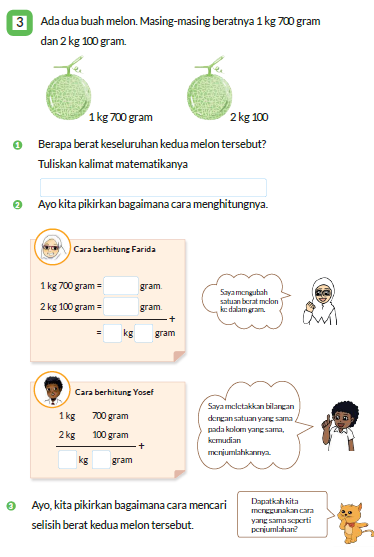 3 Ada dua buah melon. Masing-masing beratnya 1 kg 700 gram
dan 2 kg 100 gram.
1 kg 700 gram
2 kg 100
1 Berapa berat keseluruhan kedua melon tersebut?
Tuliskan kalimat matematikanya
2 Ayo kita pikirkan bagaimana cara menghitungnya.
Cara berhitung Farida
1 kg 700 gram = gram.
2 kg 100 gram = gram.
+
= kg gram
Saya mengubah
satuan berat melon
ke dalam gram.
Cara berhitung Yosef
1 kg 700 gram
2 kg 100 gram
+
kg gram
Saya meletakkan bilangan
dengan satuan yang sama
pada kolom yang sama,
kemudian
menjumlahkannya.
3 Ayo, kita pikirkan bagaimana cara mencari
selisih berat kedua melon tersebut.
Dapatkah kita
menggunakan cara
yang sama seperti
penjumlahan?